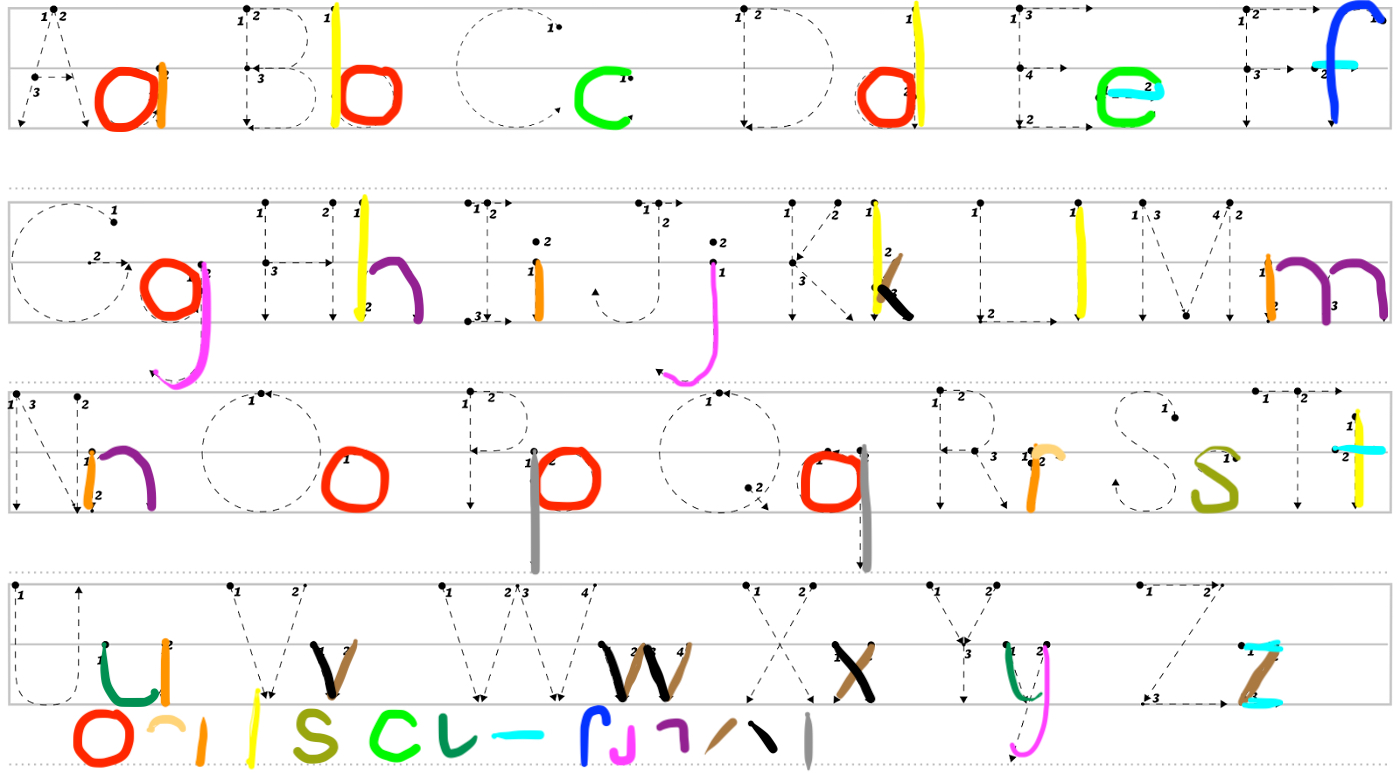 A a B b C c D d E e F f
G g H h I i J j K k L l M m
N n O o P p Q q R r S s T t
U u V v W w X x Y y Z z